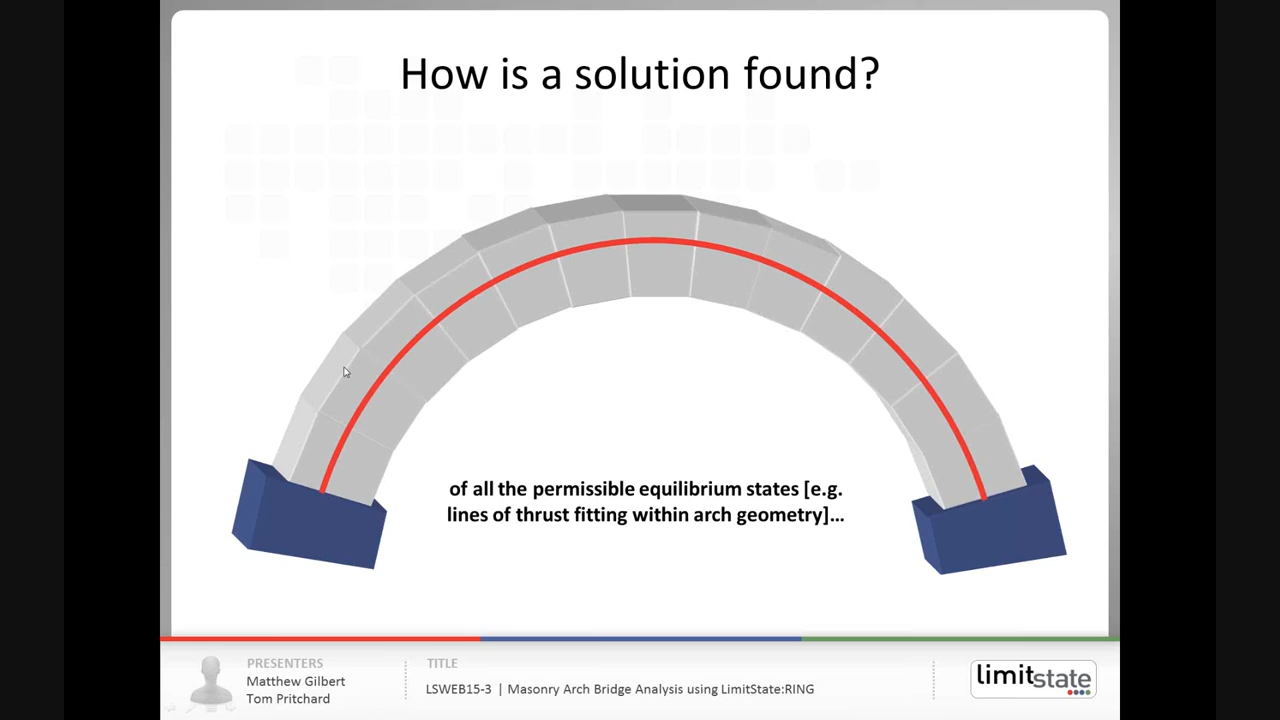 How is a solution found?
of all the permissible equilibrium states [e.g.
lines of thrust fitting within arch geometry]…
PRESENTERS
Matthew Gilbert
Tom Pritchard
TITLE
LSWEB15-3 | Masonry Arch Bridge Analysis using LimitState:RING
limitstate